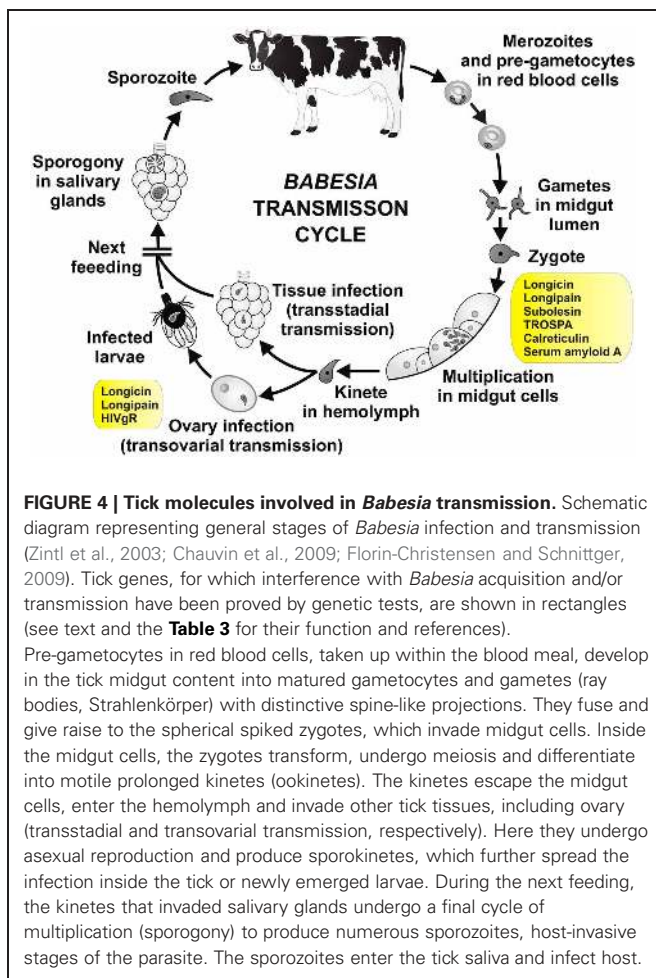 Sporozoite
Merozoites
and pre-gametocytes
in red blood cells
Sporogony
in salivary
glands
BABESIA
TRANSMISSON
CYCLE
Gametes
in midgut
lumen
Zygote
Next
feeeding
Tissue infection
(transstadial
transmission)
Longicin
Longipain
Subolesin
TROSPA
Calreticulin
Serum amyloid A
Infected
larvae
Kinete
in hemolymph
Multiplication
in midgut cells
Longicin
Longipain
HIVgR
Ovary infection
(transovarial transmission)
FIGURE 4 | Tick molecules involved in Babesia transmission. Schematic
diagram representing general stages of Babesia infection and transmission
(Zintl et al., 2003; Chauvin et al., 2009; Florin-Christensen and Schnittger,
2009). Tick genes, for which interference with Babesia acquisition and/or
transmission have been proved by genetic tests, are shown in rectangles
(see text and the Table 3 for their function and references).
Pre-gametocytes in red blood cells, taken up within the blood meal, develop
in the tick midgut content into matured gametocytes and gametes (ray
bodies, Strahlenkörper) with distinctive spine-like projections. They fuse and
give raise to the spherical spiked zygotes, which invade midgut cells. Inside
the midgut cells, the zygotes transform, undergo meiosis and differentiate
into motile prolonged kinetes (ookinetes). The kinetes escape the midgut
cells, enter the hemolymph and invade other tick tissues, including ovary
(transstadial and transovarial transmission, respectively). Here they undergo
asexual reproduction and produce sporokinetes, which further spread the
infection inside the tick or newly emerged larvae. During the next feeding,
the kinetes that invaded salivary glands undergo a final cycle of
multiplication (sporogony) to produce numerous sporozoites, host-invasive
stages of the parasite. The sporozoites enter the tick saliva and infect host.